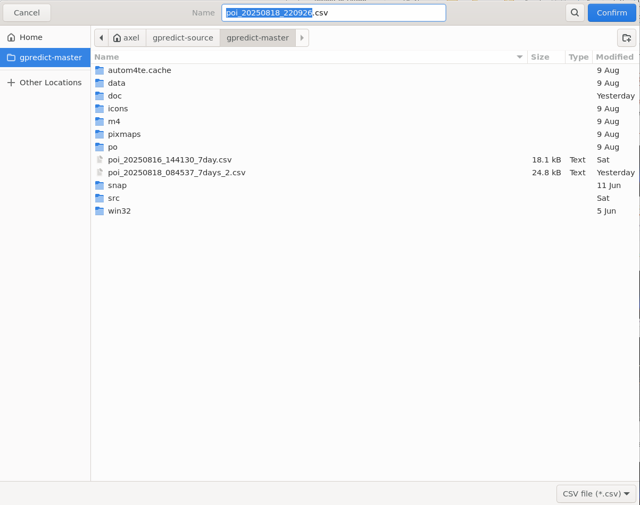 Cancel Name poi_20250818_220926.csv Confirm
Home axel gpredict-source gpredict-master
gpredict-master
Other Locations
Name Size Type Modified
autom4te.cache 9 Aug
data 9 Aug
doc Yesterday
icons 9 Aug
m4 9 Aug
pixmaps 9 Aug
po 9 Aug
poi_20250816_144130_7day.csv 18.1 kB Text Sat
poi_20250818_084537_7days_2.csv 24.8 kB Text Yesterday
snap 11 Jun
src Sat
win32 5 Jun
CSV file (*.csv)